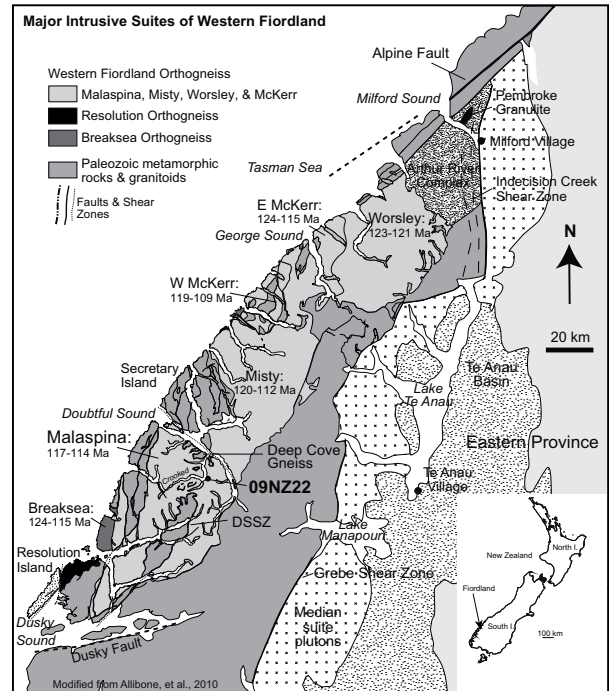 Major Intrusive Suites of Western Fiordland
Western Fiordland Orthogneiss
Malaspina, Misty, Worsley, & McKerr
Resolution Orthogneiss
Breaksea Orthogneiss
Paleozoic metamorphic
rocks & granitoids
Faults & Shear
Zones
Alpine Fault
Milford Sound
Pembroke
Granulite
Milford Village
Tasman Sea
Arthur River
Complex
Indecision Creek
Shear Zone
E McKerr:
124-115 Ma
Worsley:
123-121 Ma
George Sound
N
20 km
W McKerr:
119-109 Ma
Secretary
Island
Misty:
120-112 Ma
Lake
Te Anau
Te Anau
Basin
Doubtful Sound
Eastern Province
Malaspina:
117-114 Ma
Deep Cove
Gneiss
Crooked
09NZ22
Te Anau
Village
Breaksea:
124-115 Ma
DSSZ
Lake
Manapouri
Resolution
Island
Grebe Shear Zone
Dusky
Sound
Dusky Fault
Median
suite
plutons
New Zealand
North I.
Fiordland
South I.
100 km
Modified from Allibone, et al., 2010